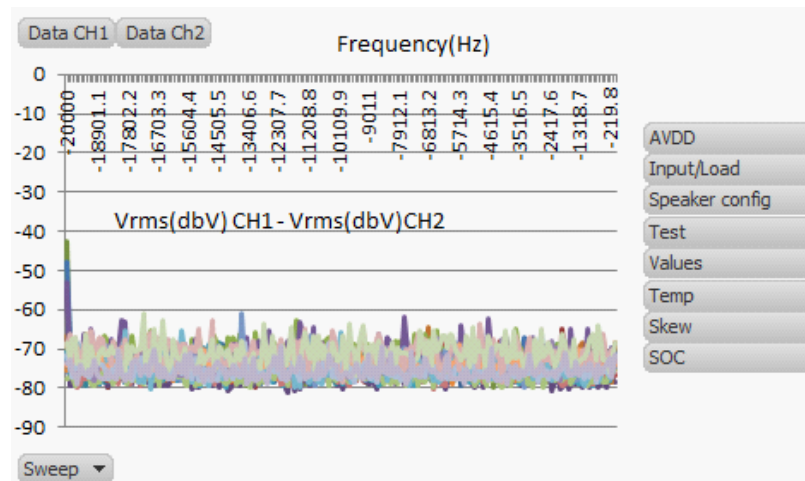 Data CH1 Data Ch2
Frequency(Hz)
0
-10
-20
-30
-40
-50
-60
-70
-80
-90
-20000
-18901.1
-17802.2
-16703.3
-15604.4
-14505.5
-13406.6
-12307.7
-11208.8
-10109.9
-9011
-7912.1
-6813.2
-5714.3
-4615.4
-3516.5
-2417.6
-1318.7
-219.8
Vrms(dbV) CH1 - Vrms(dbV)CH2
AVDD
Input/Load
Speaker config
Test
Values
Temp
Skew
SOC
Sweep